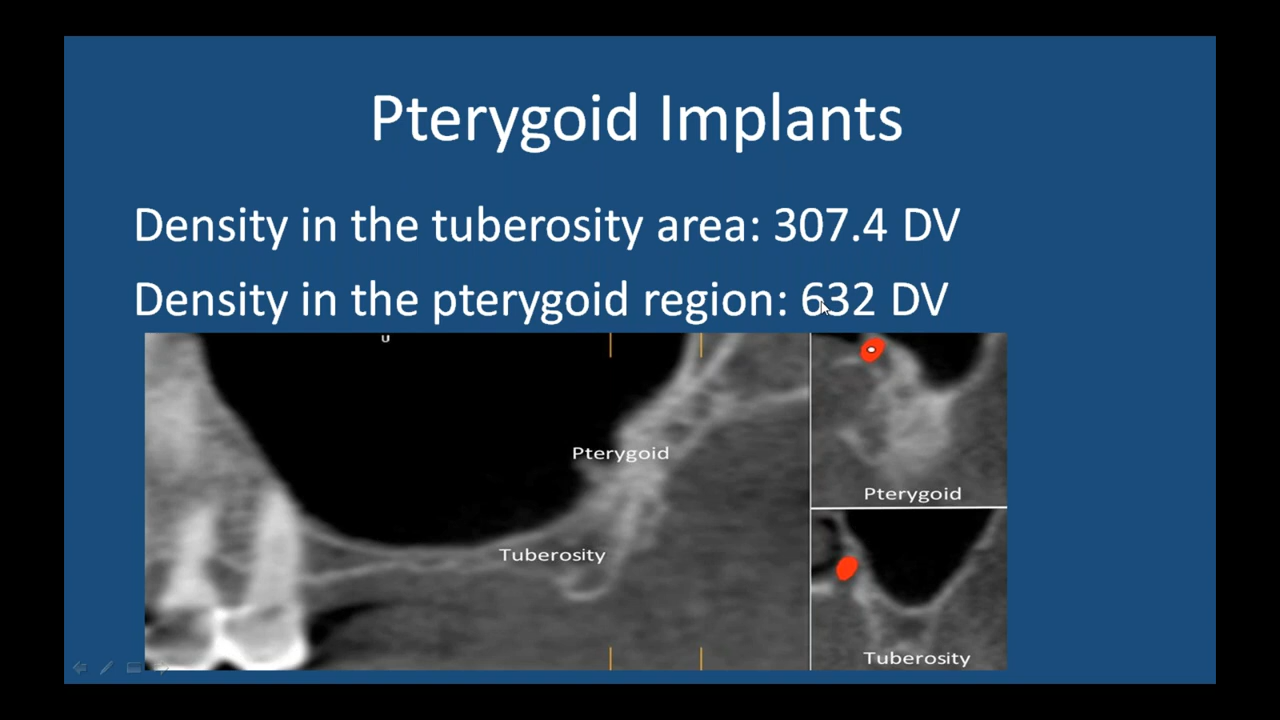 Pterygoid Implants
Density in the tuberosity area: 307.4 DV
Density in the pterygoid region: 632 DV
U
Pterygoid
Tuberosity
Pterygoid
Tuberosity